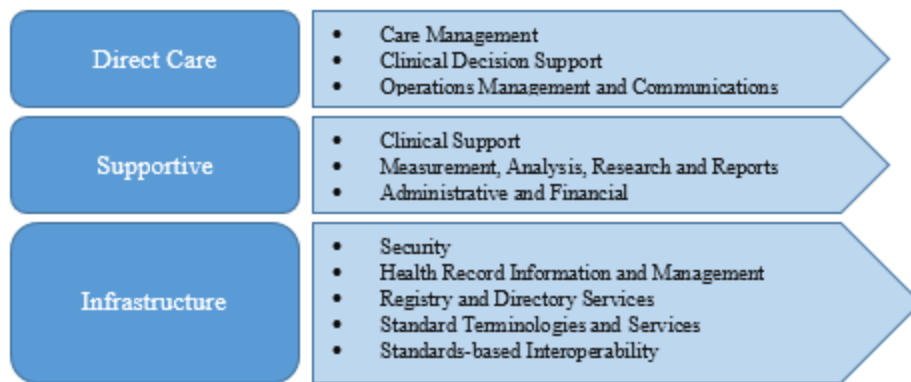 Direct Care
• Care Management
• Clinical Decision Support
• Operations Management and Communications
Supportive
• Clinical Support
• Measurement, Analysis, Research and Reports
• Administrative and Financial
Infrastructure
• Security
• Health Record Information and Management
• Registry and Directory Services
• Standard Terminologies and Services
• Standards-based Interoperability